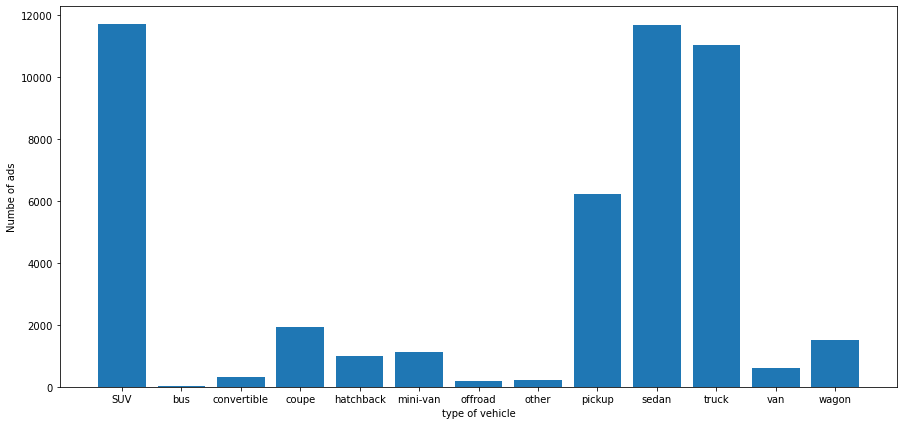 12000
10000
8000
6000
4000
2000
0
Numbe of ads
SUV bus convertible coupe hatchback mini-van offroad other pickup sedan truck van wagon
type of vehicle